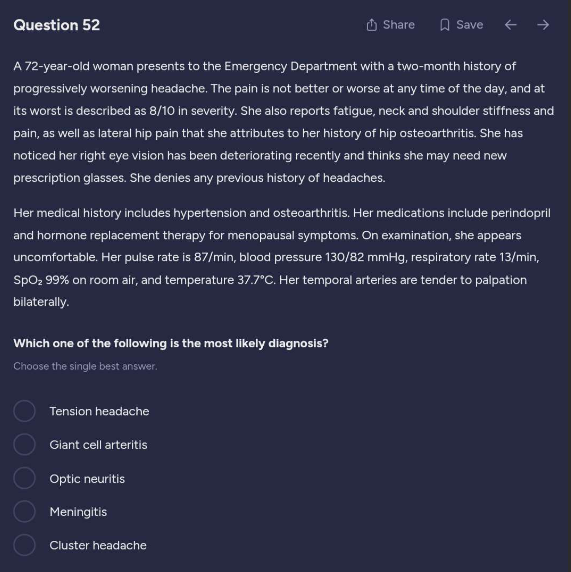 Question 52
Share
Save
A 72-year-old woman presents to the Emergency Department with a two-month history of
progressively worsening headache. The pain is not better or worse at any time of the day, and at
its worst is described as 8/10 in severity. She also reports fatigue, neck and shoulder stiffness and
pain, as well as lateral hip pain that she attributes to her history of hip osteoarthritis. She has
noticed her right eye vision has been deteriorating recently and thinks she may need new
prescription glasses. She denies any previous history of headaches.
Her medical history includes hypertension and osteoarthritis. Her medications include perindopril
and hormone replacement therapy for menopausal symptoms. On examination, she appears
uncomfortable. Her pulse rate is 87/min, blood pressure 130/82 mmHg, respiratory rate 13/min,
SpO₂ 99% on room air, and temperature 37.7°C. Her temporal arteries are tender to palpation
bilaterally.
Which one of the following is the most likely diagnosis?
Choose the single best answer.
Tension headache
Giant cell arteritis
Optic neuritis
Meningitis
Cluster headache